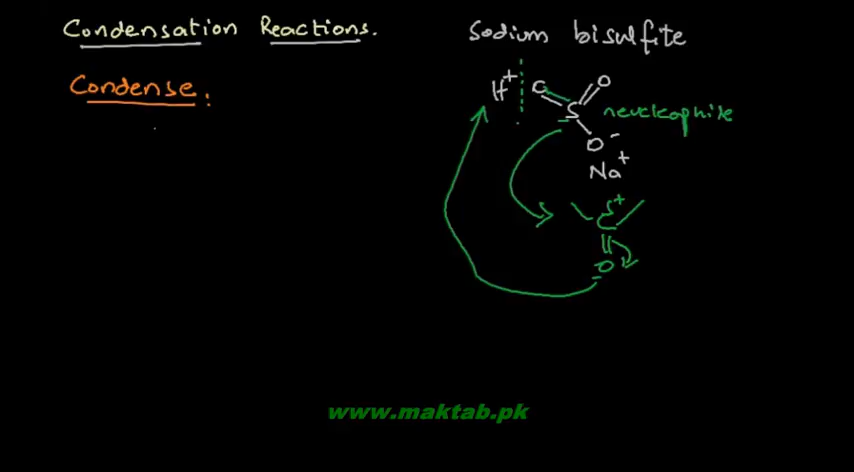 Condensation Reactions.
Sodium bisulfite
Condense:
H+
O
O
S
neucleophile
O-
Na+
δ+
C
O
www.maktab.pk